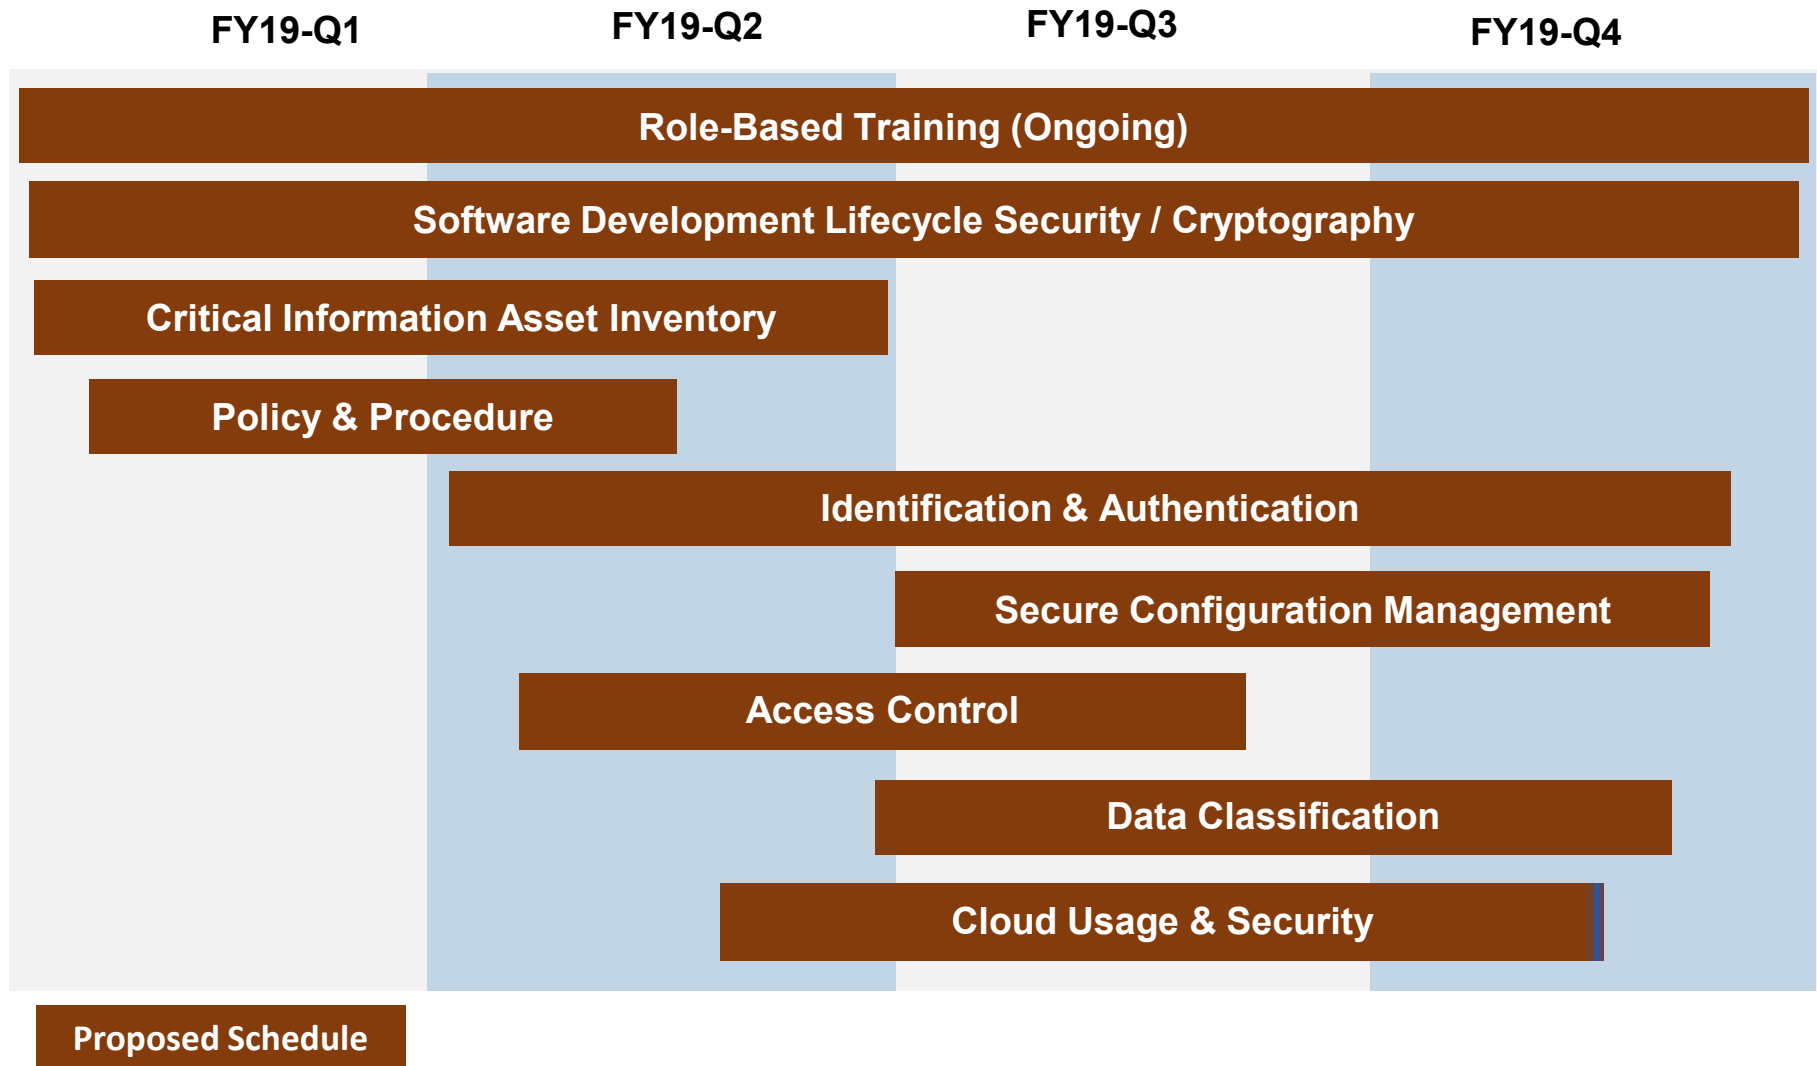 FY19-Q1
FY19-Q2
FY19-Q3
FY19-Q4
Role-Based Training (Ongoing)
Software Development Lifecycle Security / Cryptography
Critical Information Asset Inventory
Policy & Procedure
Identification & Authentication
Secure Configuration Management
Access Control
Data Classification
Cloud Usage & Security
Proposed Schedule